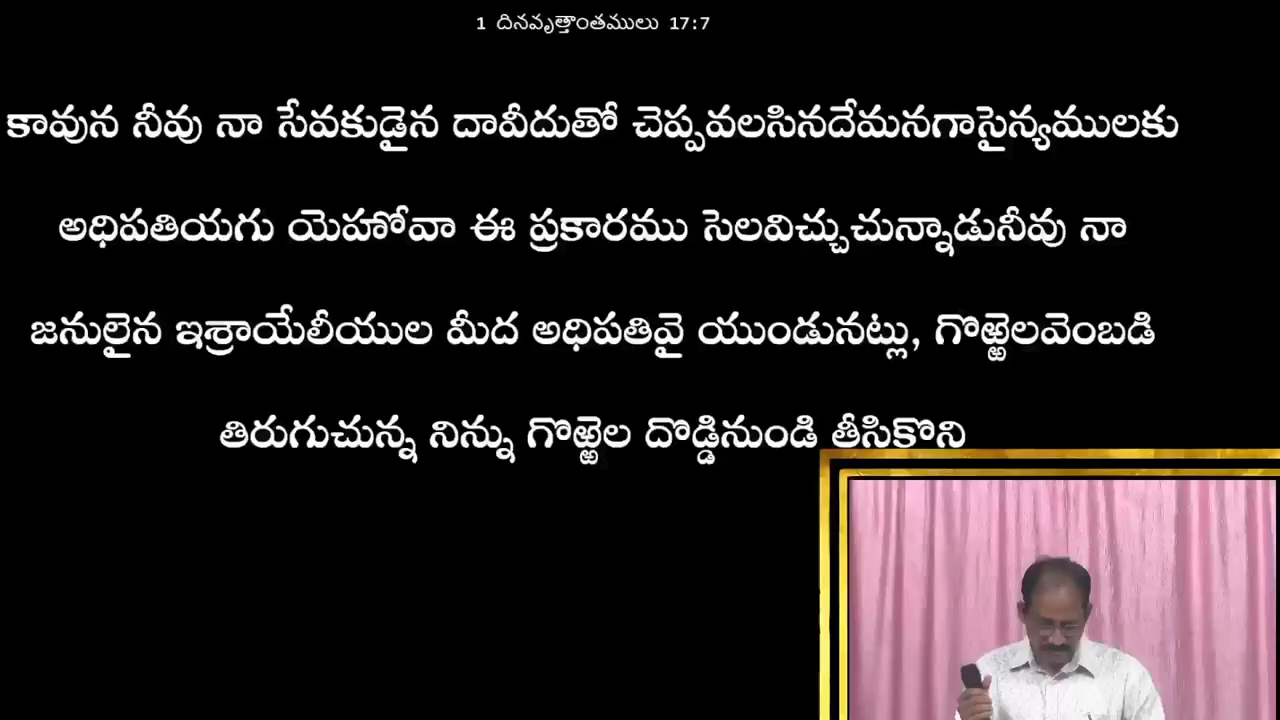 1 దినవృత్తాంతములు 17:7
కావున నీవు నా సేవకుడైన దావీదుతో చెప్పవలసినదేమనగాసైన్యములకు
అధిపతియగు యెహోవా ఈ ప్రకారము సెలవిచ్చుచున్నాడునీవు నా
జనులైన ఇశ్రాయేలీయుల మీద అధిపతివై యుండునట్లు, గొఱ్ఱెలవెంబడి
తిరుగుచున్న నిన్ను గొఱ్ఱెల దొడ్డినుండి తీసికొని